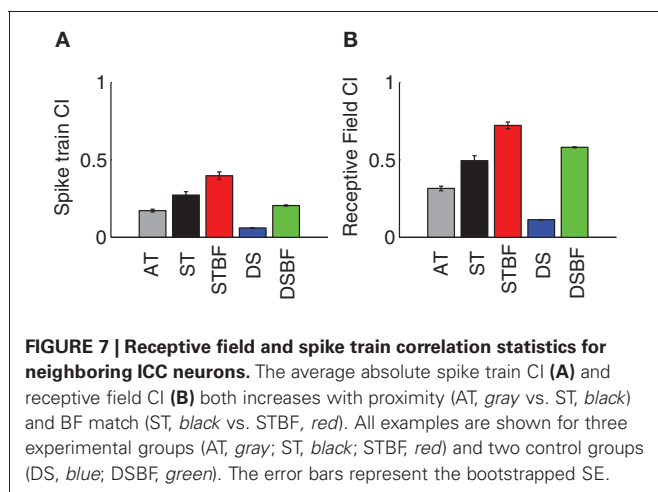 A
B
1
0.5
0
Spike train CI
AT
ST
STBF
DS
DSBF
1
0.5
0
Receptive Field CI
AT
ST
STBF
DS
DSBF
FIGURE 7 | Receptive field and spike train correlation statistics for
neighboring ICC neurons. The average absolute spike train CI (A) and
receptive field CI (B) both increases with proximity (AT, gray vs. ST, black)
and BF match (ST, black vs. STBF, red). All examples are shown for three
experimental groups (AT, gray; ST, black; STBF, red) and two control groups
(DS, blue; DSBF, green). The error bars represent the bootstrapped SE.